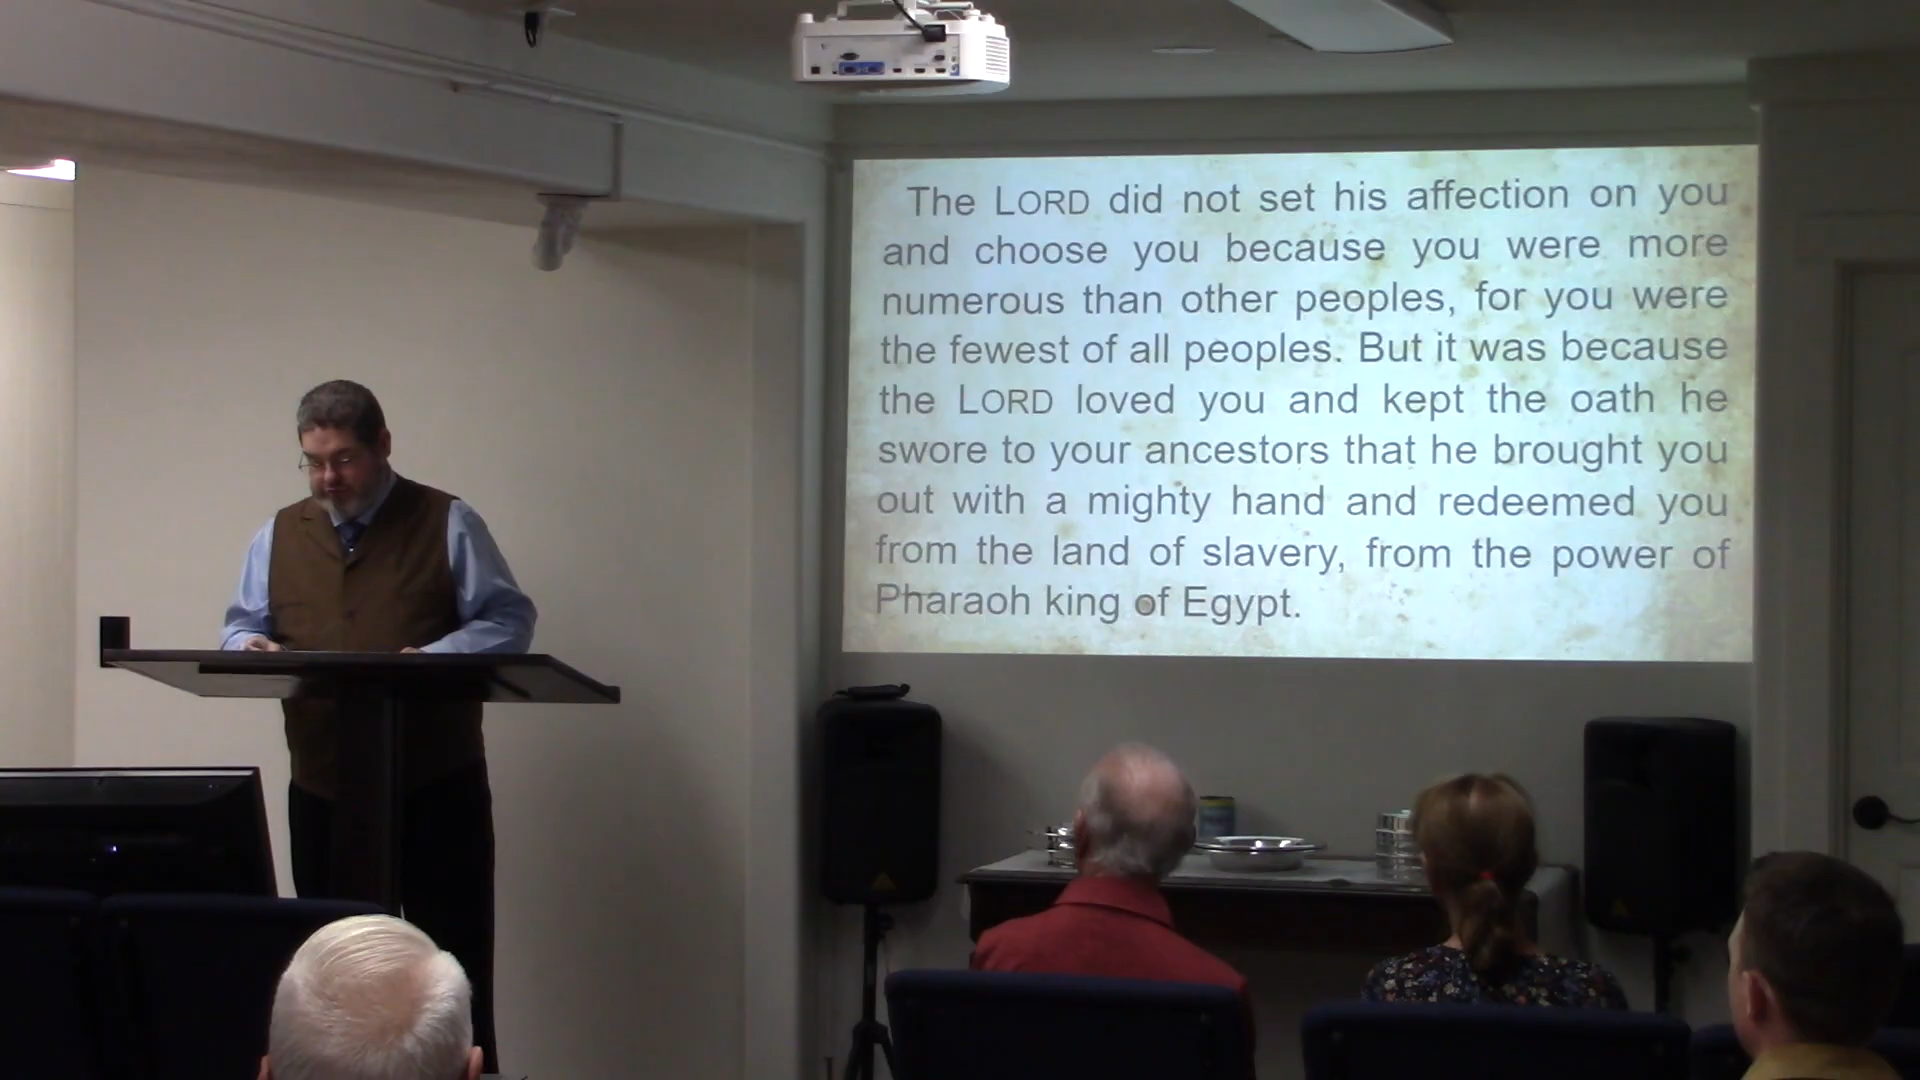 The LORD did not set his affection on you
and choose you because you were more
numerous than other peoples, for you were
the fewest of all peoples. But it was because
the LORD loved you and kept the oath he
swore to your ancestors that he brought you
out with a mighty hand and redeemed you
from the land of slavery, from the power of
Pharaoh king of Egypt.